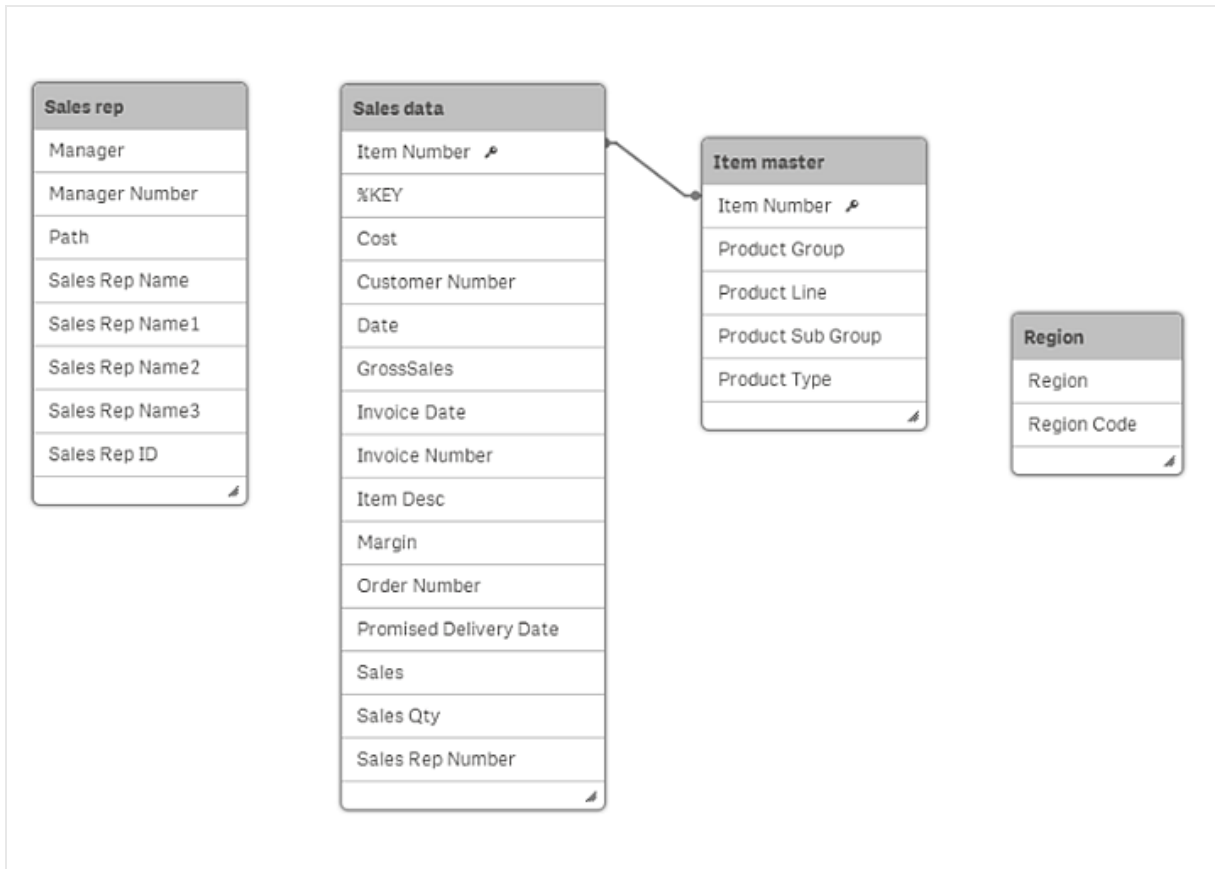 Sales rep
Manager
Manager Number
Path
Sales Rep Name
Sales Rep Name1
Sales Rep Name2
Sales Rep Name3
Sales Rep ID
Sales data
Item Number
%KEY
Cost
Customer Number
Date
GrossSales
Invoice Date
Invoice Number
Item Desc
Margin
Order Number
Promised Delivery Date
Sales
Sales Qty
Sales Rep Number
Item master
Item Number
Product Group
Product Line
Product Sub Group
Product Type
Region
Region
Region Code